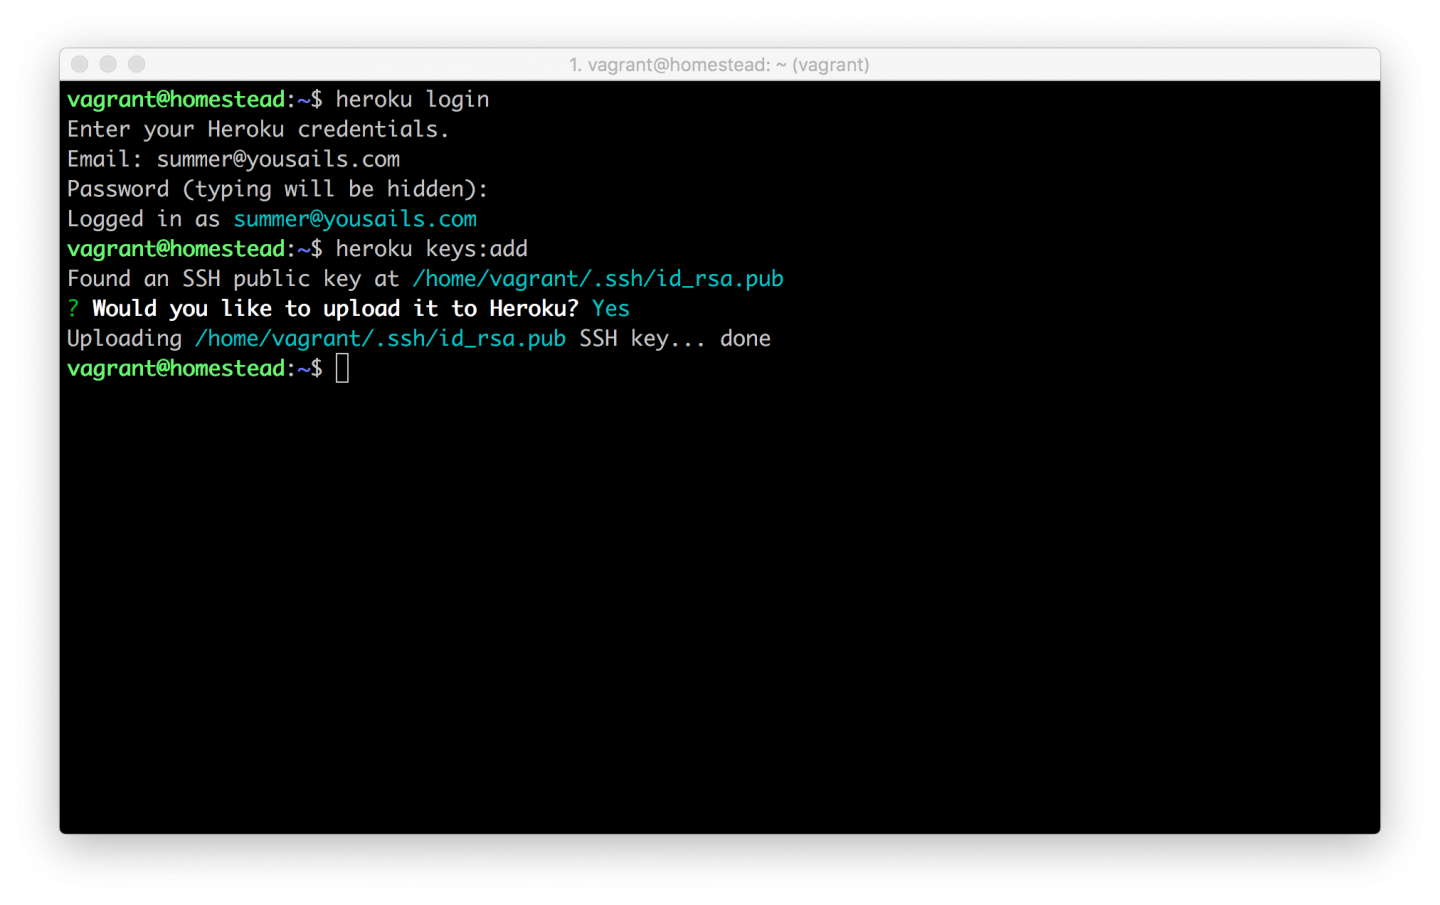 1. vagrant@homestead: ~ (vagrant)
vagrant@homestead:~$ heroku login
Enter your Heroku credentials.
Email: summer@yousails.com
Password (typing will be hidden):
Logged in as summer@yousails.com
vagrant@homestead:~$ heroku keys:add
Found an SSH public key at /home/vagrant/.ssh/id_rsa.pub
? Would you like to upload it to Heroku? Yes
Uploading /home/vagrant/.ssh/id_rsa.pub SSH key... done
vagrant@homestead:~$